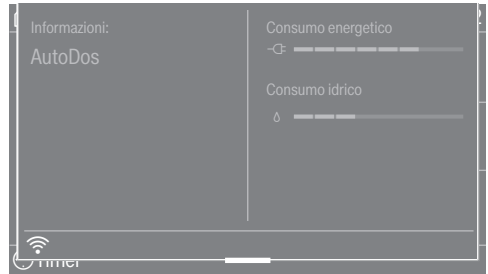 Informazioni:
AutoDos
Consumo energetico
Consumo idrico
Timer